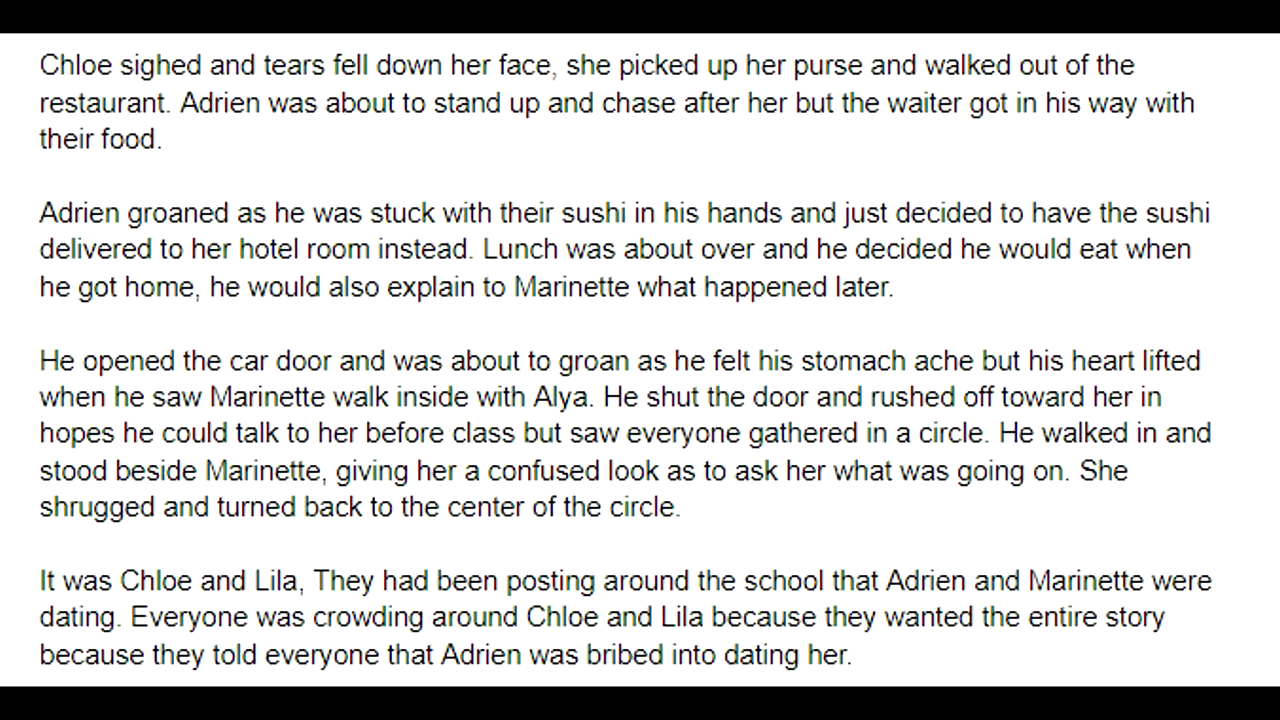 Chloe sighed and tears fell down her face, she picked up her purse and walked out of the
restaurant. Adrien was about to stand up and chase after her but the waiter got in his way with
their food.
Adrien groaned as he was stuck with their sushi in his hands and just decided to have the sushi
delivered to her hotel room instead. Lunch was about over and he decided he would eat when
he got home, he would also explain to Marinette what happened later.
He opened the car door and was about to groan as he felt his stomach ache but his heart lifted
when he saw Marinette walk inside with Alya. He shut the door and rushed off toward her in
hopes he could talk to her before class but saw everyone gathered in a circle. He walked in and
stood beside Marinette, giving her a confused look as to ask her what was going on. She
shrugged and turned back to the center of the circle.
It was Chloe and Lila, They had been posting around the school that Adrien and Marinette were
dating. Everyone was crowding around Chloe and Lila because they wanted the entire story
because they told everyone that Adrien was bribed into dating her.